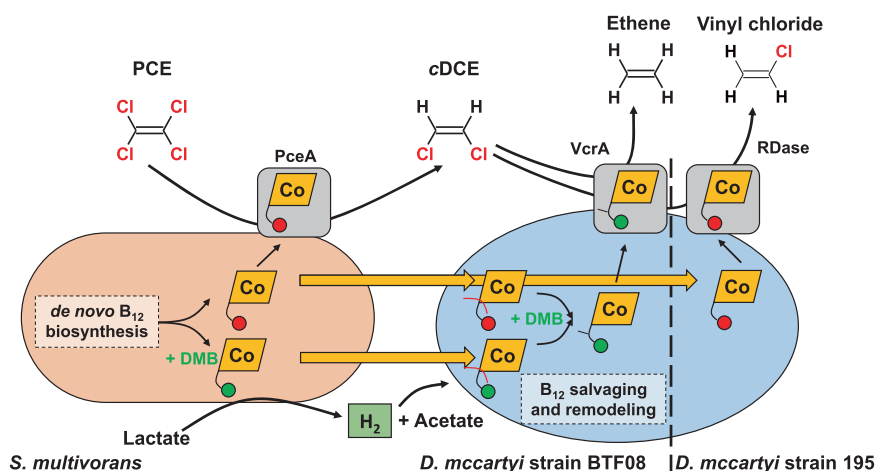 Ethene
Vinyl chloride
PCE
cDCE
H H
H H
H Cl
H H
Cl Cl
Cl Cl
H H
Cl Cl
PceA
VcrA
RDase
Co
Co
Co
Co
Co
Co
Co
Co
de novo B12
biosynthesis
+ DMB
Co
+ DMB
Co
B12 salvaging
and remodeling
Lactate
H2 + Acetate
S. multivorans
D. mccartyi strain BTF08
D. mccartyi strain 195